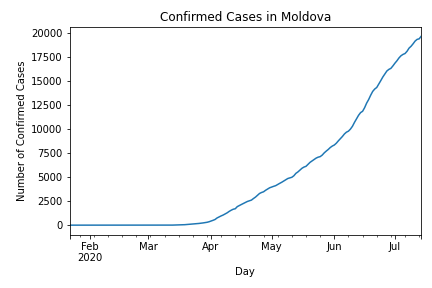 Confirmed Cases in Moldova
Number of Confirmed Cases
20000
17500
15000
12500
10000
7500
5000
2500
0
Feb
2020
Mar
Apr
May
Jun
Jul
Day